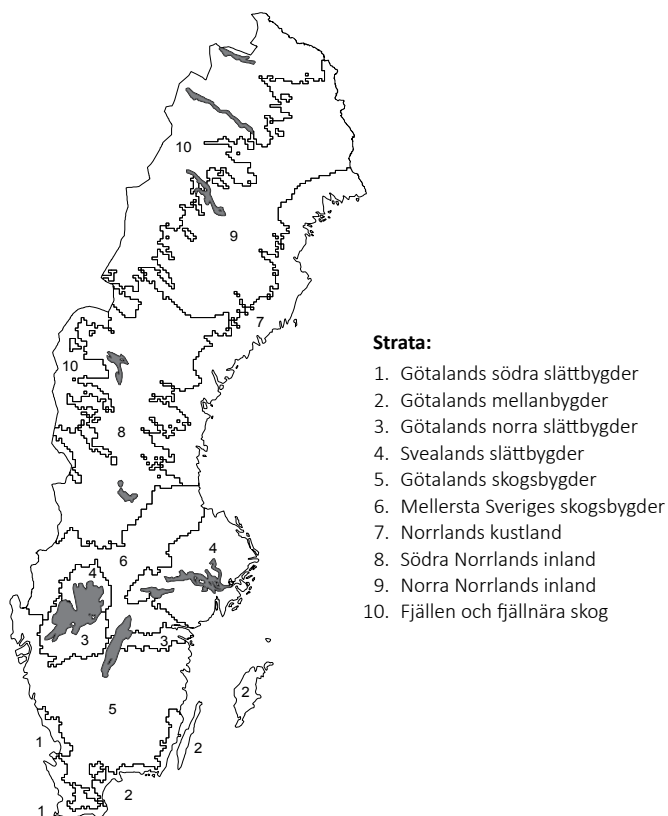 10
9
7
10
8
4
6
4
3
3
5
2
1
2
2
1
Strata:
1. Götalands södra slättbygder
2. Götalands mellanbygder
3. Götalands norra slättbygder
4. Svealands slättbygder
5. Götalands skogsbygder
6. Mellersta Sveriges skogsbygder
7. Norrlands kustland
8. Södra Norrlands inland
9. Norra Norrlands inland
10. Fjällen och fjällnära skog